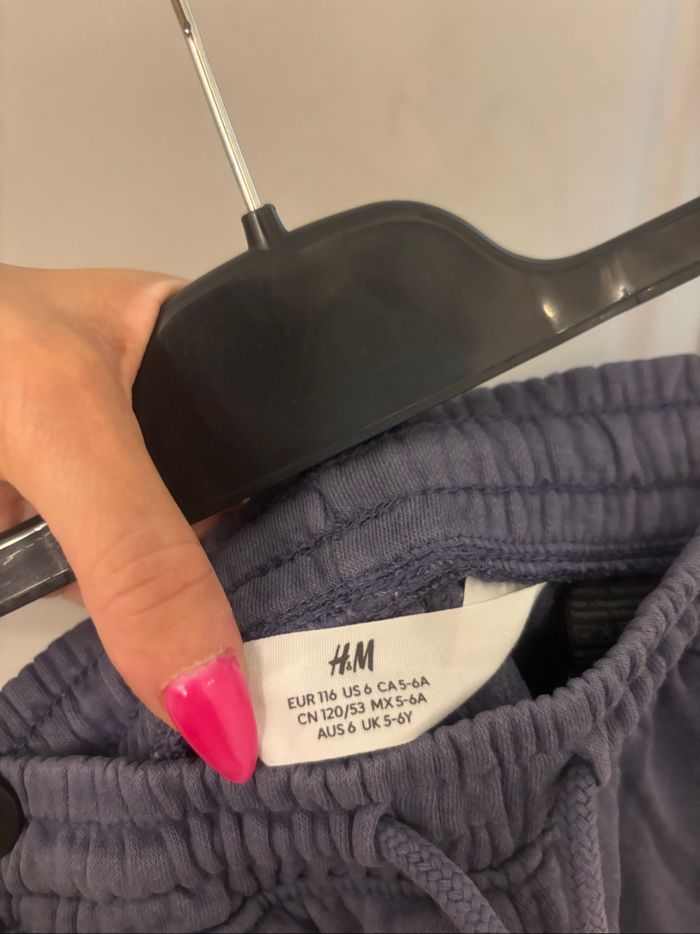 H&M
EUR 116 US 6 CA 5-6A
CN 120/53 MX 5-6A
AUS 6 UK 5-6Y